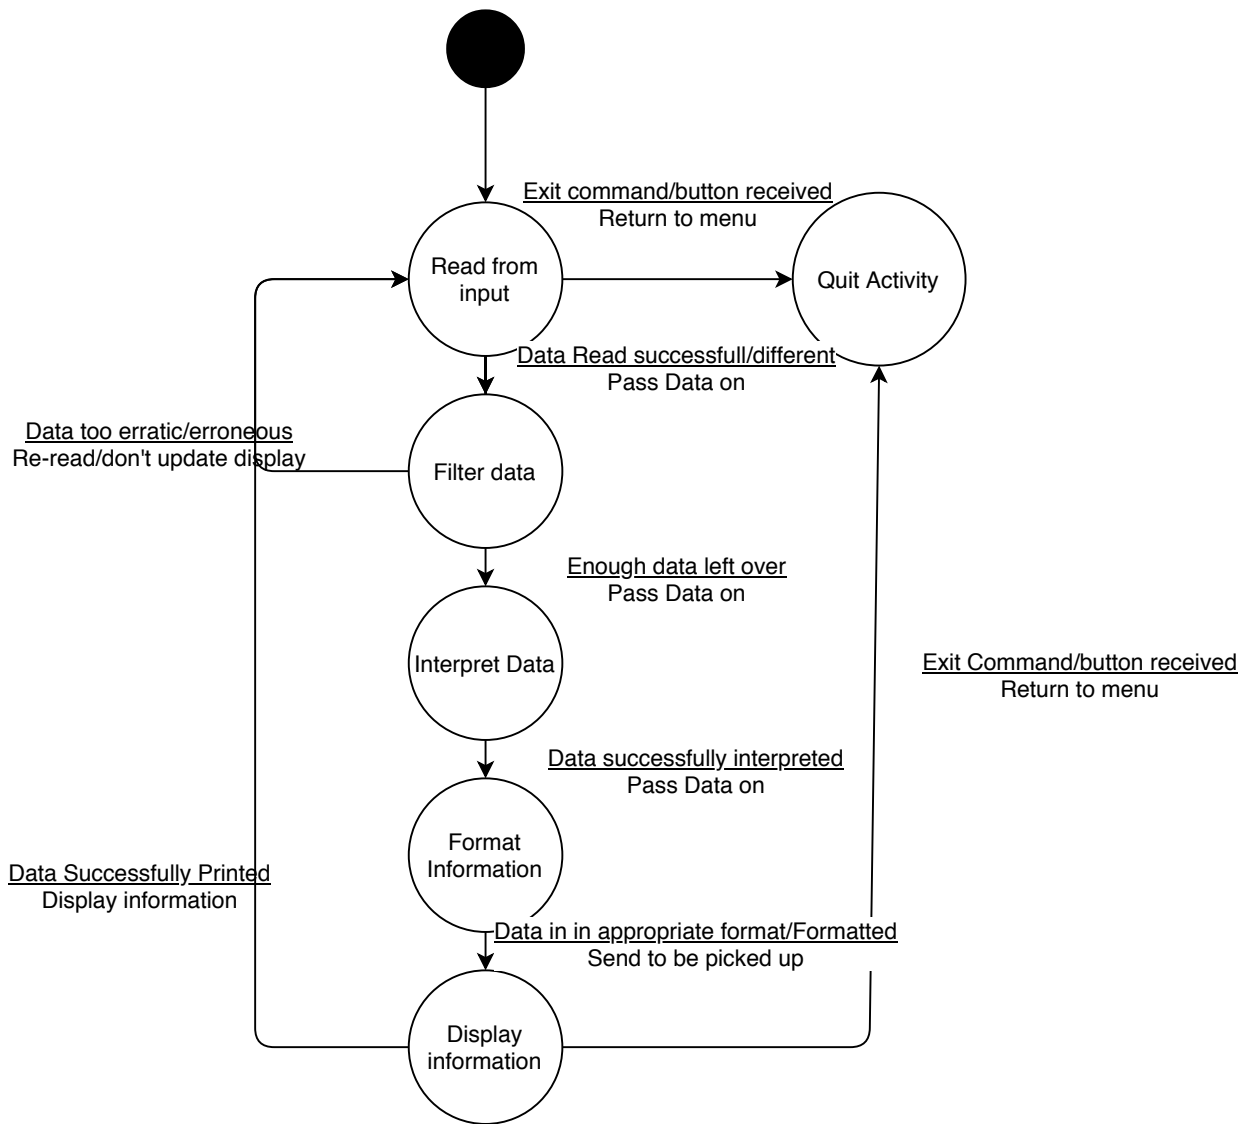 Exit command/button received
Return to menu
Read from
input
Quit Activity
Data Read successfull/different
Pass Data on
Data too erratic/erroneous
Re-read/don't update display
Filter data
Enough data left over
Pass Data on
Interpret Data
Exit Command/button received
Return to menu
Data successfully interpreted
Pass Data on
Format
Information
Data Successfully Printed
Display information
Data in in appropriate format/Formatted
Send to be picked up
Display
information